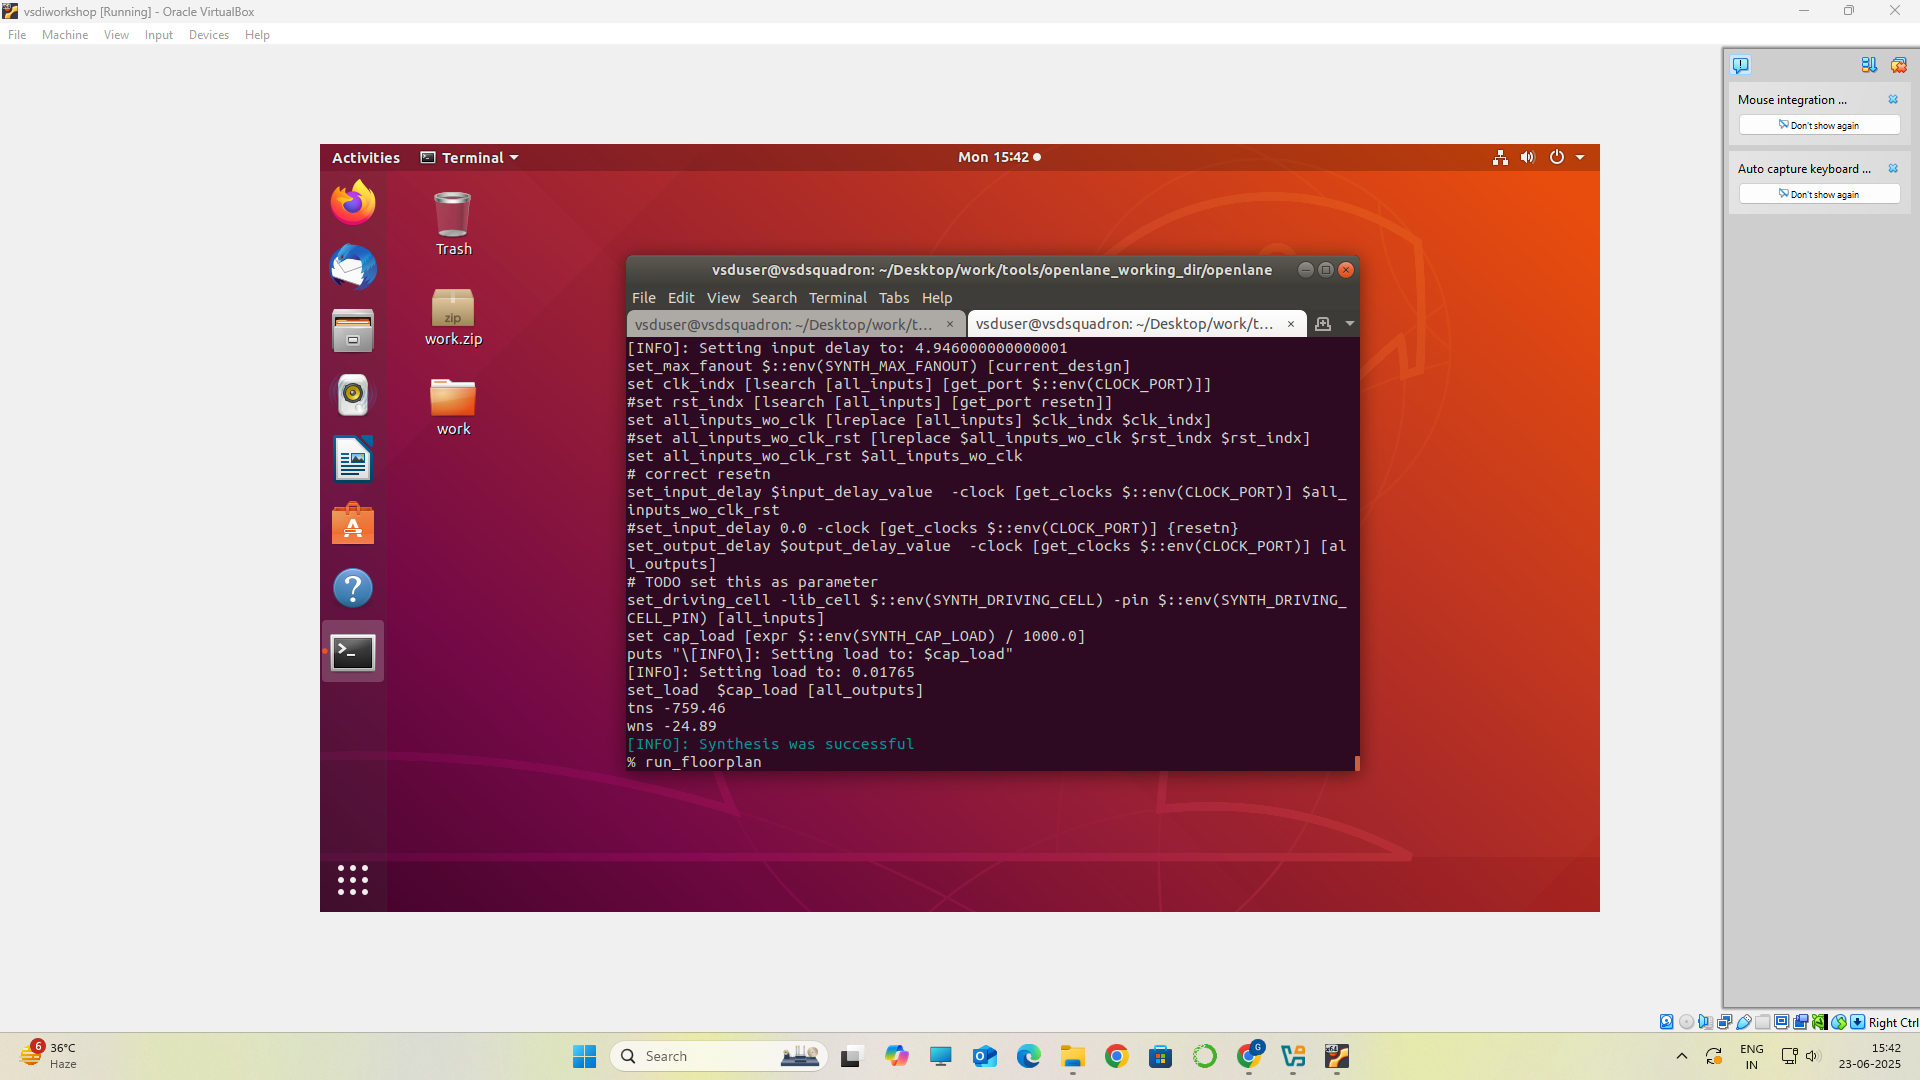 vsdiworkshop [Running] - Oracle VirtualBox
File Machine View Input Devices Help
Mouse integration ...
Don't show again
Auto capture keyboard ...
Don't show again
Activities Terminal Mon 15:42
Trash
zip
work.zip
work
vsduser@vsdsquadron: ~/Desktop/work/tools/openlane_working_dir/openlane
File Edit View Search Terminal Tabs Help
vsduser@vsdsquadron: ~/Desktop/work/t... × vsduser@vsdsquadron: ~/Desktop/work/t... ×
[INFO]: Setting input delay to: 4.946000000000001
set_max_fanout $::env(SYNTH_MAX_FANOUT) [current_design]
set clk_indx [lsearch [all_inputs] [get_port $::env(CLOCK_PORT)]]
#set rst_indx [lsearch [all_inputs] [get_port resetn]]
set all_inputs_wo_clk [lreplace [all_inputs] $clk_indx $clk_indx]
#set all_inputs_wo_clk_rst [lreplace $all_inputs_wo_clk $rst_indx $rst_indx]
set all_inputs_wo_clk_rst $all_inputs_wo_clk
# correct resetn
set_input_delay $input_delay_value  -clock [get_clocks $::env(CLOCK_PORT)] $all_
inputs_wo_clk_rst
#set_input_delay 0.0 -clock [get_clocks $::env(CLOCK_PORT)] {resetn}
set_output_delay $output_delay_value  -clock [get_clocks $::env(CLOCK_PORT)] [al
l_outputs]
# TODO set this as parameter
set_driving_cell -lib_cell $::env(SYNTH_DRIVING_CELL) -pin $::env(SYNTH_DRIVING_
CELL_PIN) [all_inputs]
set cap_load [expr $::env(SYNTH_CAP_LOAD) / 1000.0]
puts "\[INFO\]: Setting load to: $cap_load"
[INFO]: Setting load to: 0.01765
set_load  $cap_load [all_outputs]
tns -759.46
wns -24.89
[INFO]: Synthesis was successful
% run_floorplan
Right Ctrl
6
36°C
Haze
Search
G
ENG
IN
15:42
23-06-2025